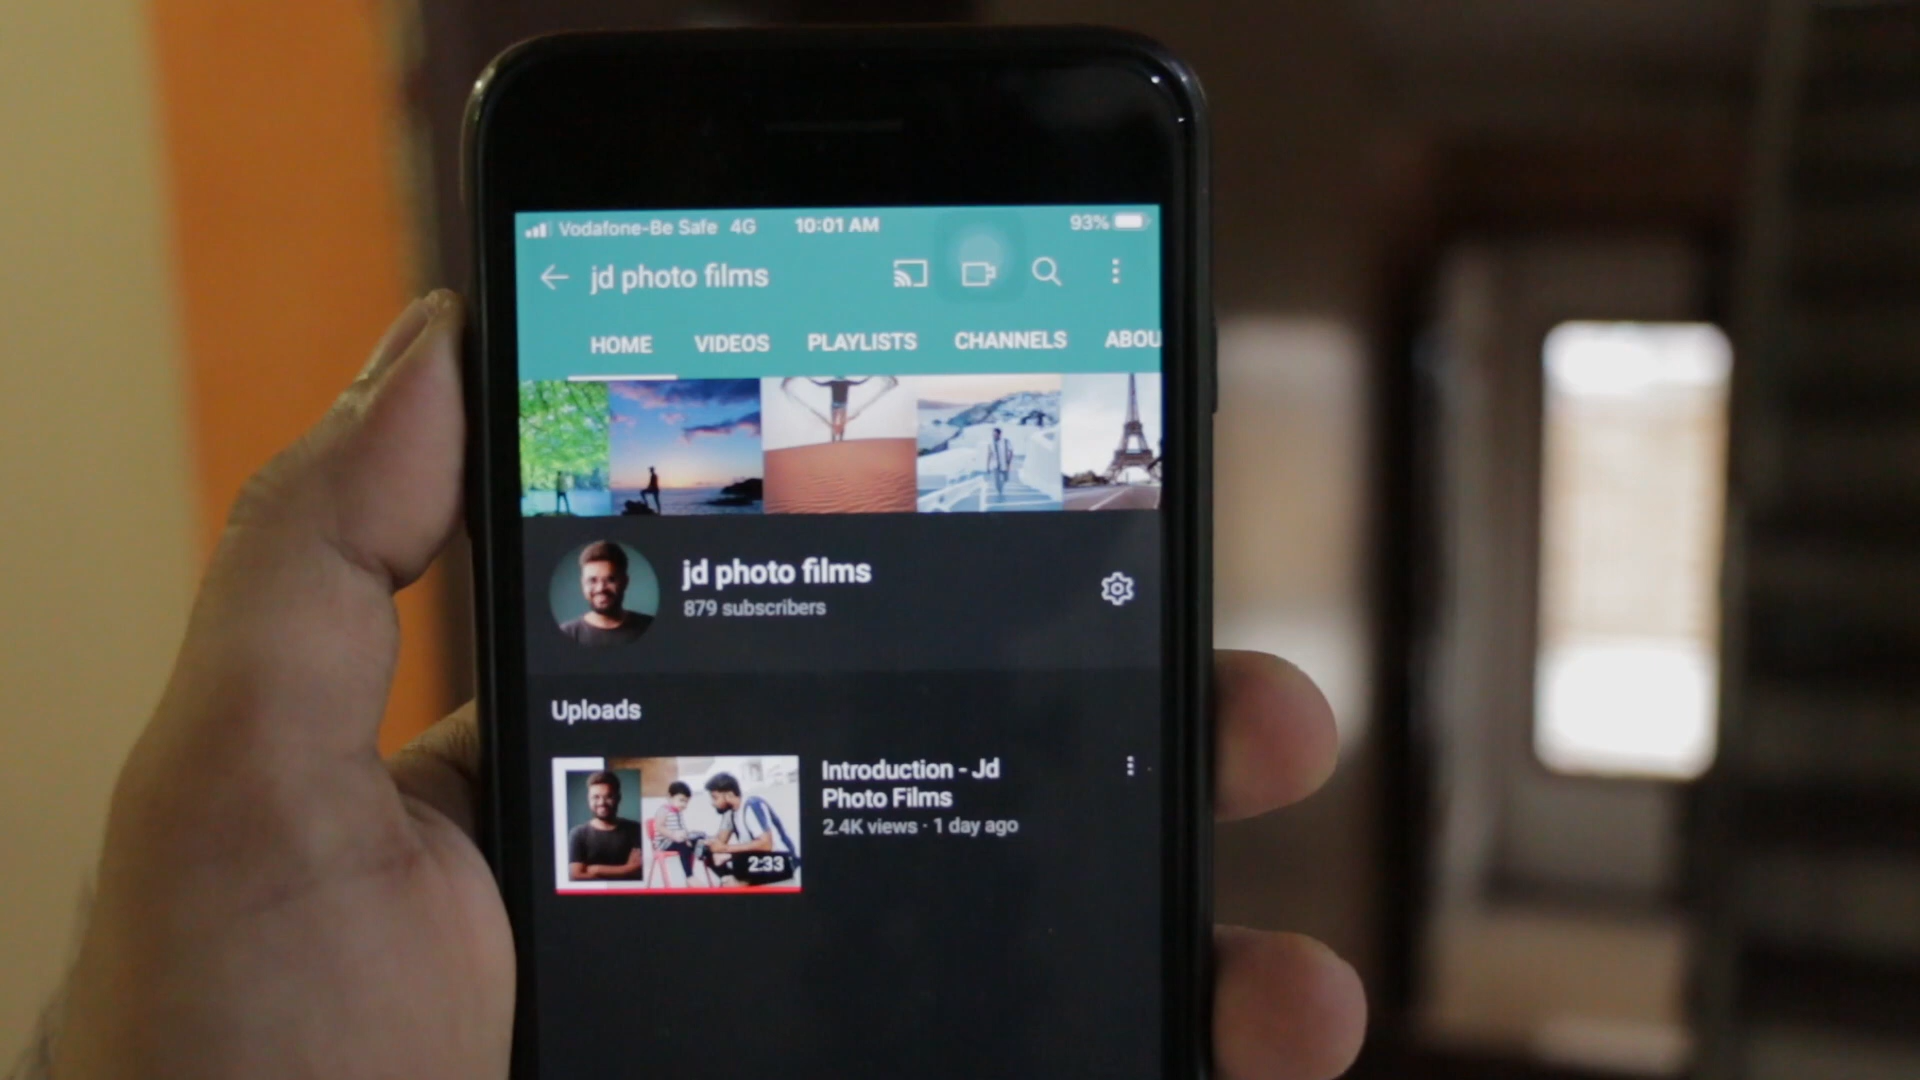 Vodafone-Be Safe 4G 10:01 AM 93%
jd photo films
HOME VIDEOS PLAYLISTS CHANNELS ABOU
jd photo films
879 subscribers
Uploads
Introduction - Jd
Photo Films
2.4K views · 1 day ago
2:33